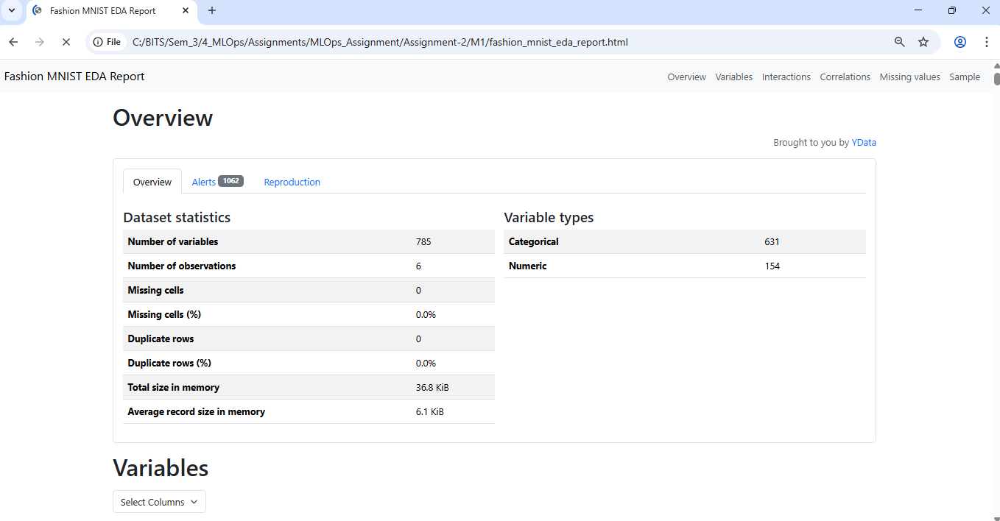 Fashion MNIST EDA Report
File C:/BITS/Sem_3/4_MLOps/Assignments/MLOps_Assignment/Assignment-2/M1/fashion_mnist_eda_report.html
Fashion MNIST EDA Report Overview Variables Interactions Correlations Missing values Sample
Overview
Brought to you by YData
Overview Alerts 1062 Reproduction
Dataset statistics Variable types
Number of variables 785 Categorical 631
Number of observations 6 Numeric 154
Missing cells 0
Missing cells (%) 0.0%
Duplicate rows 0
Duplicate rows (%) 0.0%
Total size in memory 36.8 KiB
Average record size in memory 6.1 KiB
Variables
Select Columns